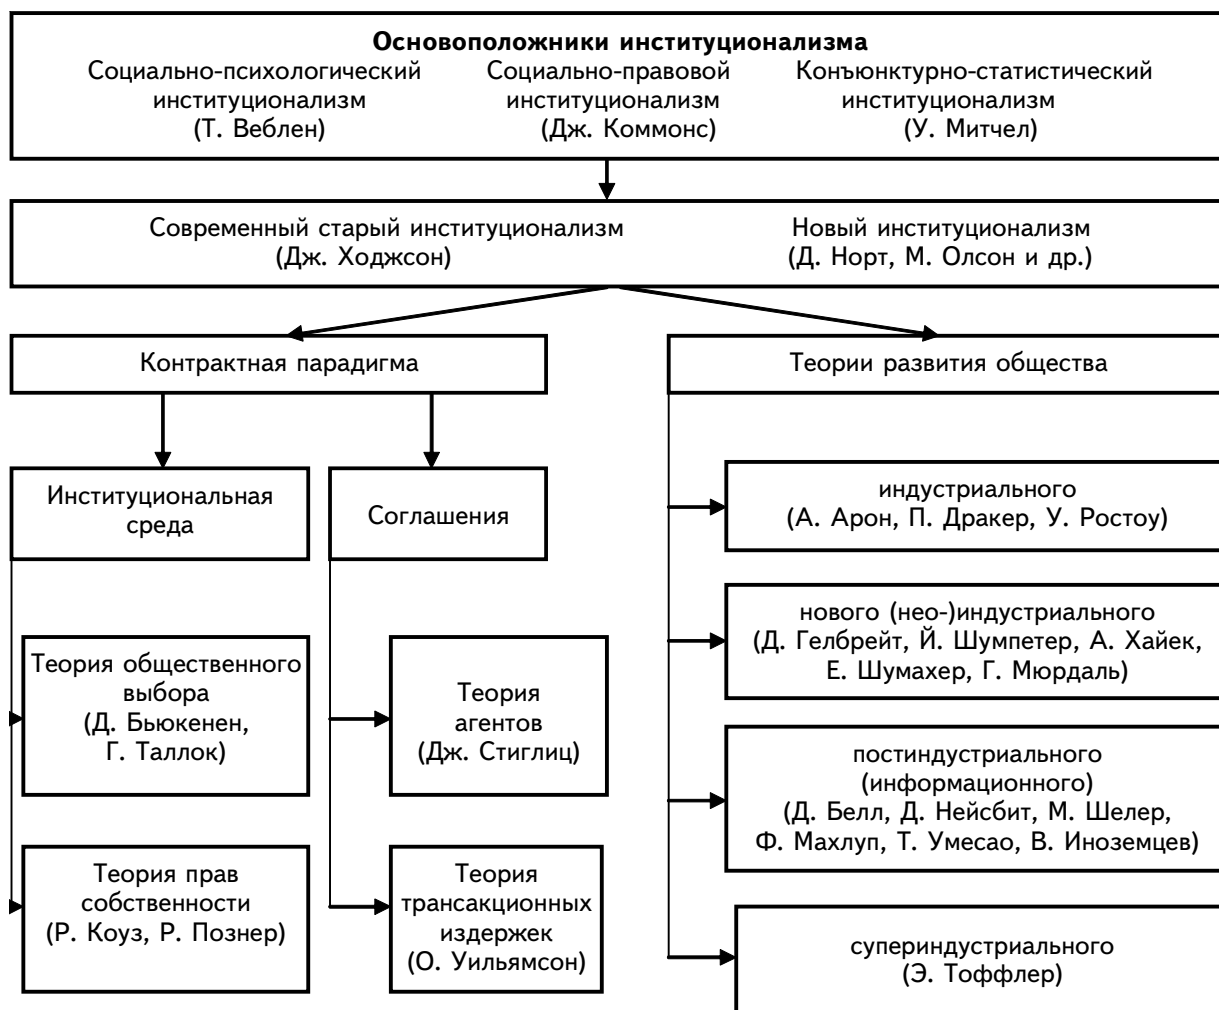 Основоположники институционализма
Социально-психологический
институционализм
(Т. Веблен)
Социально-правовой
институционализм
(Дж. Коммонс)
Конъюнктурно-статистический
институционализм
(У. Митчел)
Современный старый институционализм
(Дж. Ходжсон)
Новый институционализм
(Д. Норт, М. Олсон и др.)
Контрактная парадигма
Теории развития общества
Институциональная
среда
Соглашения
Теория общественного
выбора
(Д. Бьюкенен,
Г. Таллок)
Теория
агентов
(Дж. Стиглиц)
Теория прав
собственности
(Р. Коуз, Р. Познер)
Теория
трансакционных
издержек
(О. Уильямсон)
индустриального
(А. Арон, П. Дракер, У. Ростоу)
нового (нео-)индустриального
(Д. Гелбрейт, Й. Шумпетер, А. Хайек,
Е. Шумахер, Г. Мюрдаль)
постиндустриального
(информационного)
(Д. Белл, Д. Нейсбит, М. Шелер,
Ф. Махлуп, Т. Умесао, В. Иноземцев)
супериндустриального
(Э. Тоффлер)